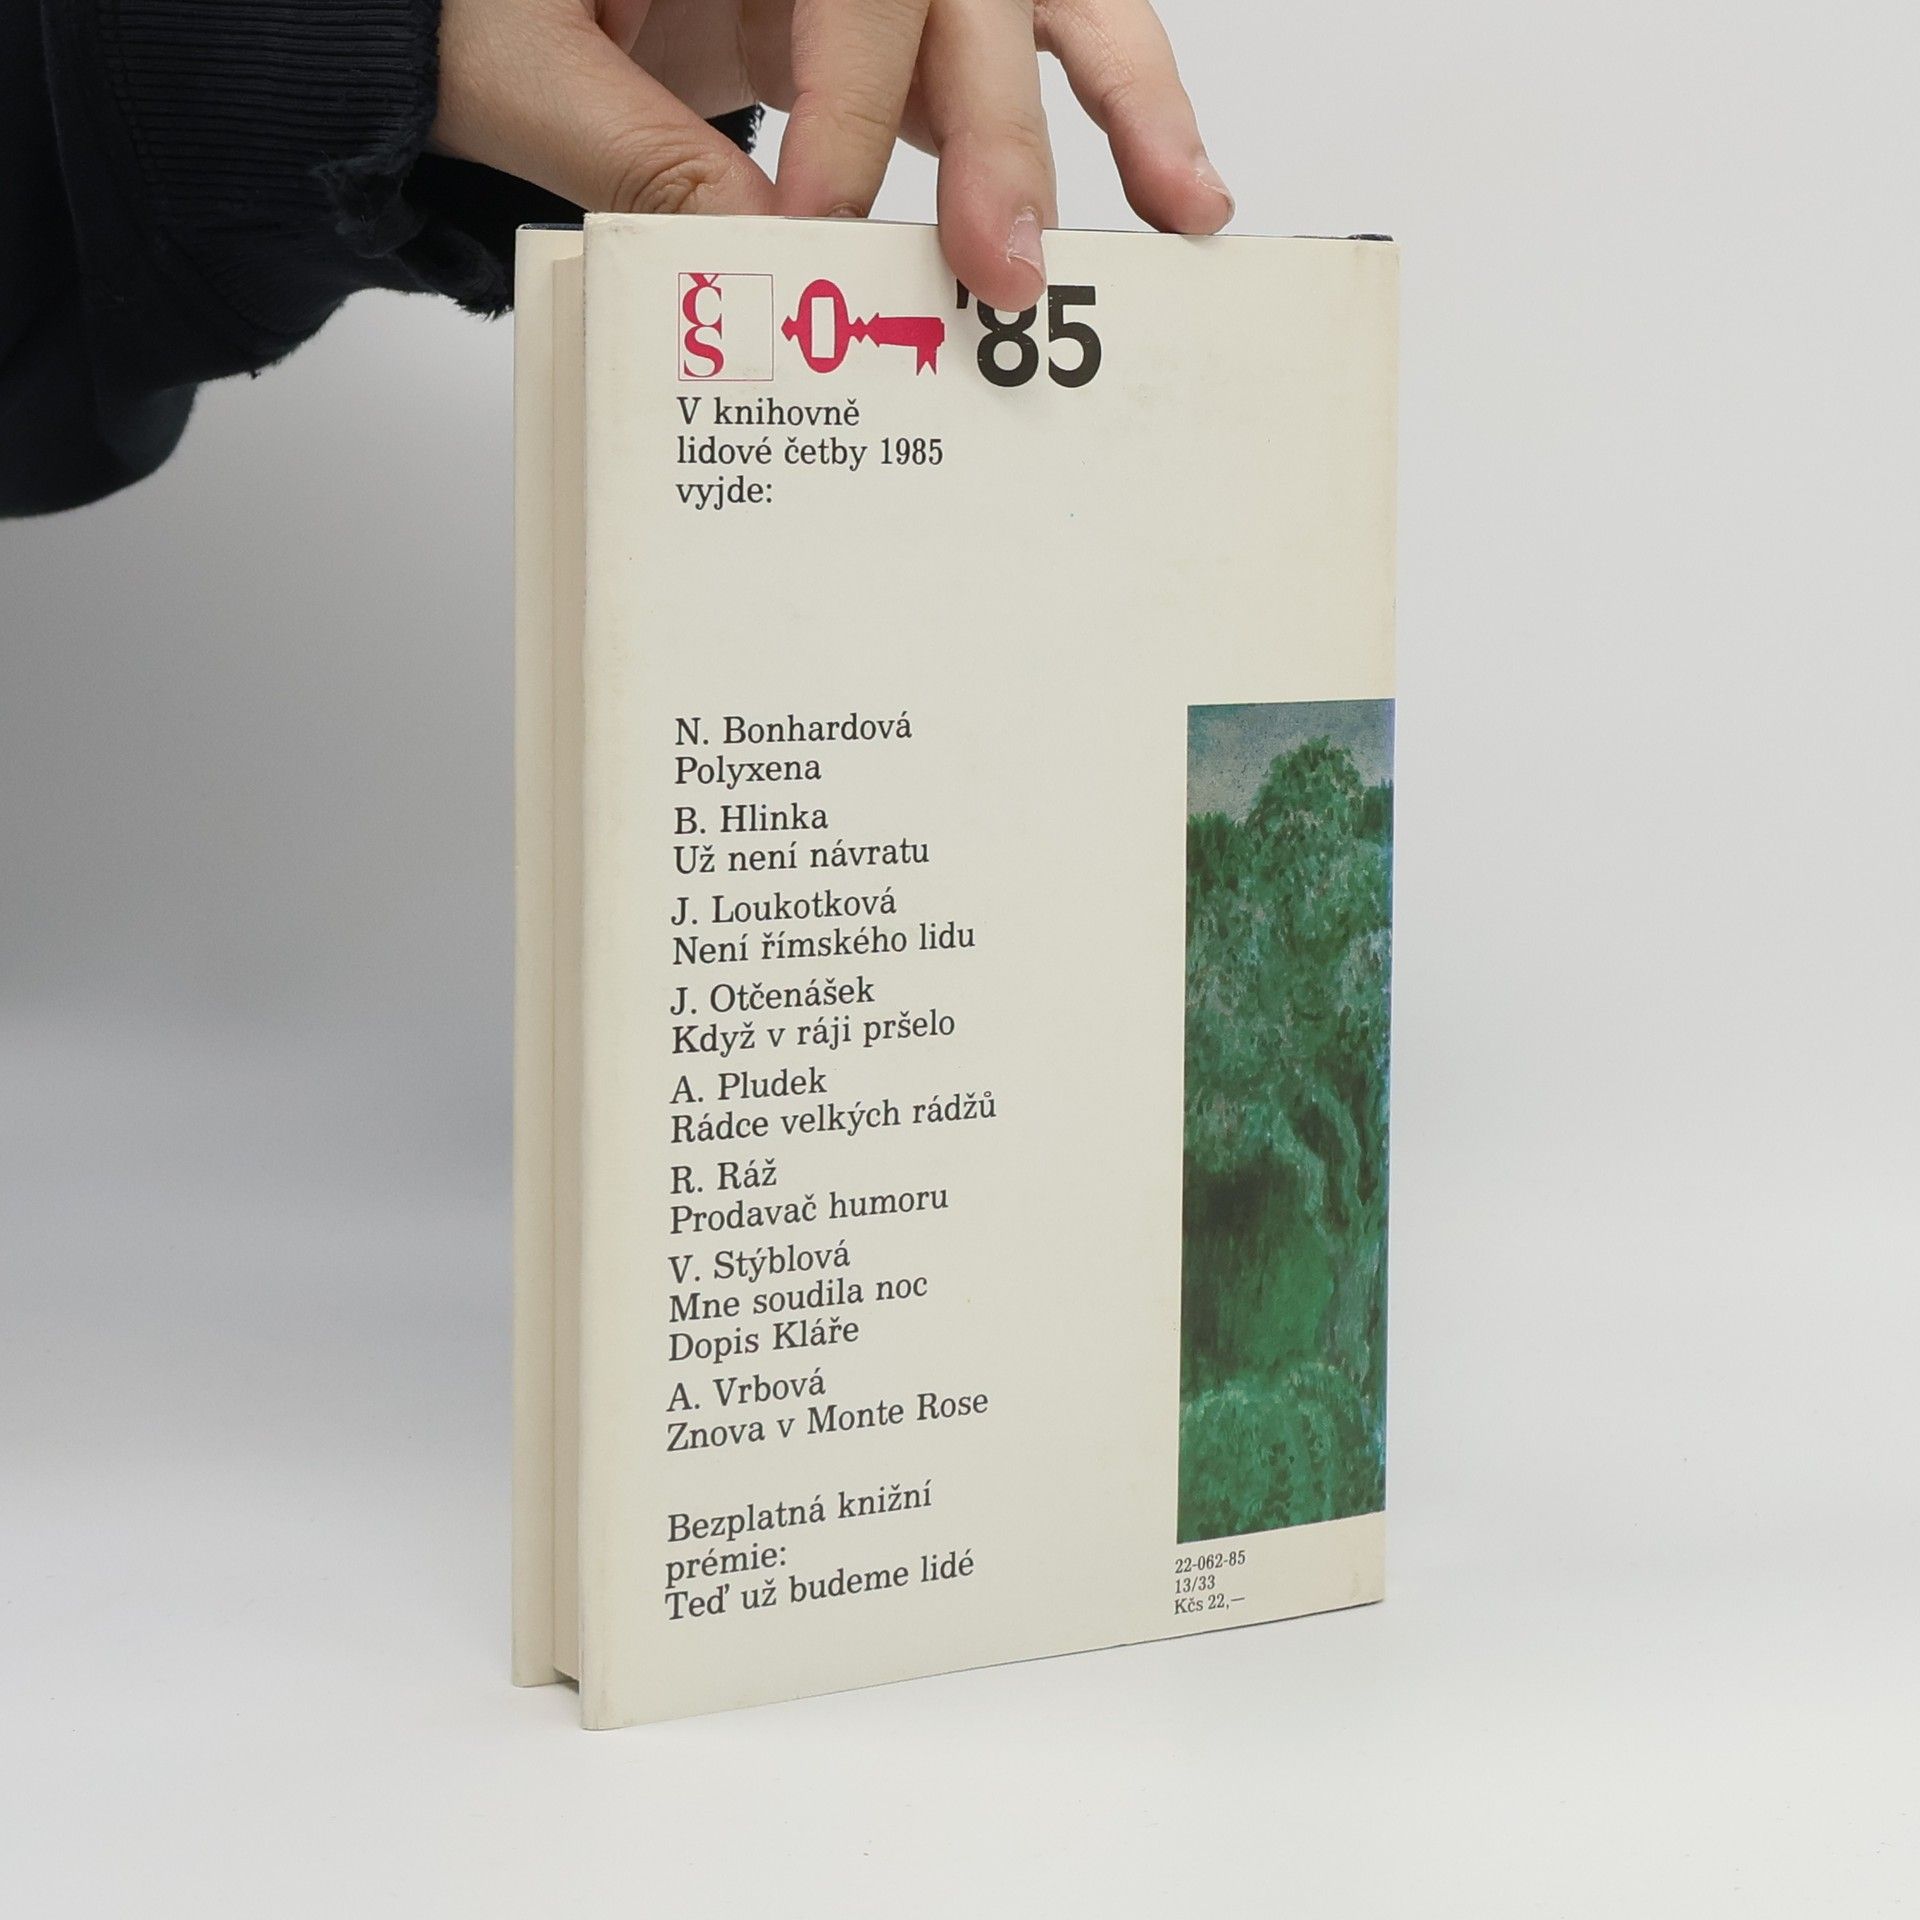 Č
S
'85
V knihovně
lidové četby 1985
vyjde:
N. Bonhardová
Polyxena
B. Hlinka
Už není návratu
J. Loukotková
Není římského lidu
J. Otčenášek
Když v ráji pršelo
A. Pludek
Rádce velkých rádžů
R. Ráž
Prodavač humoru
V. Stýblová
Mne soudila noc
Dopis Kláře
A. Vrbová
Znova v Monte Rose
Bezplatná knižní
prémie:
Teď už budeme lidé
22-062-85
13/33
Kčs 22,—